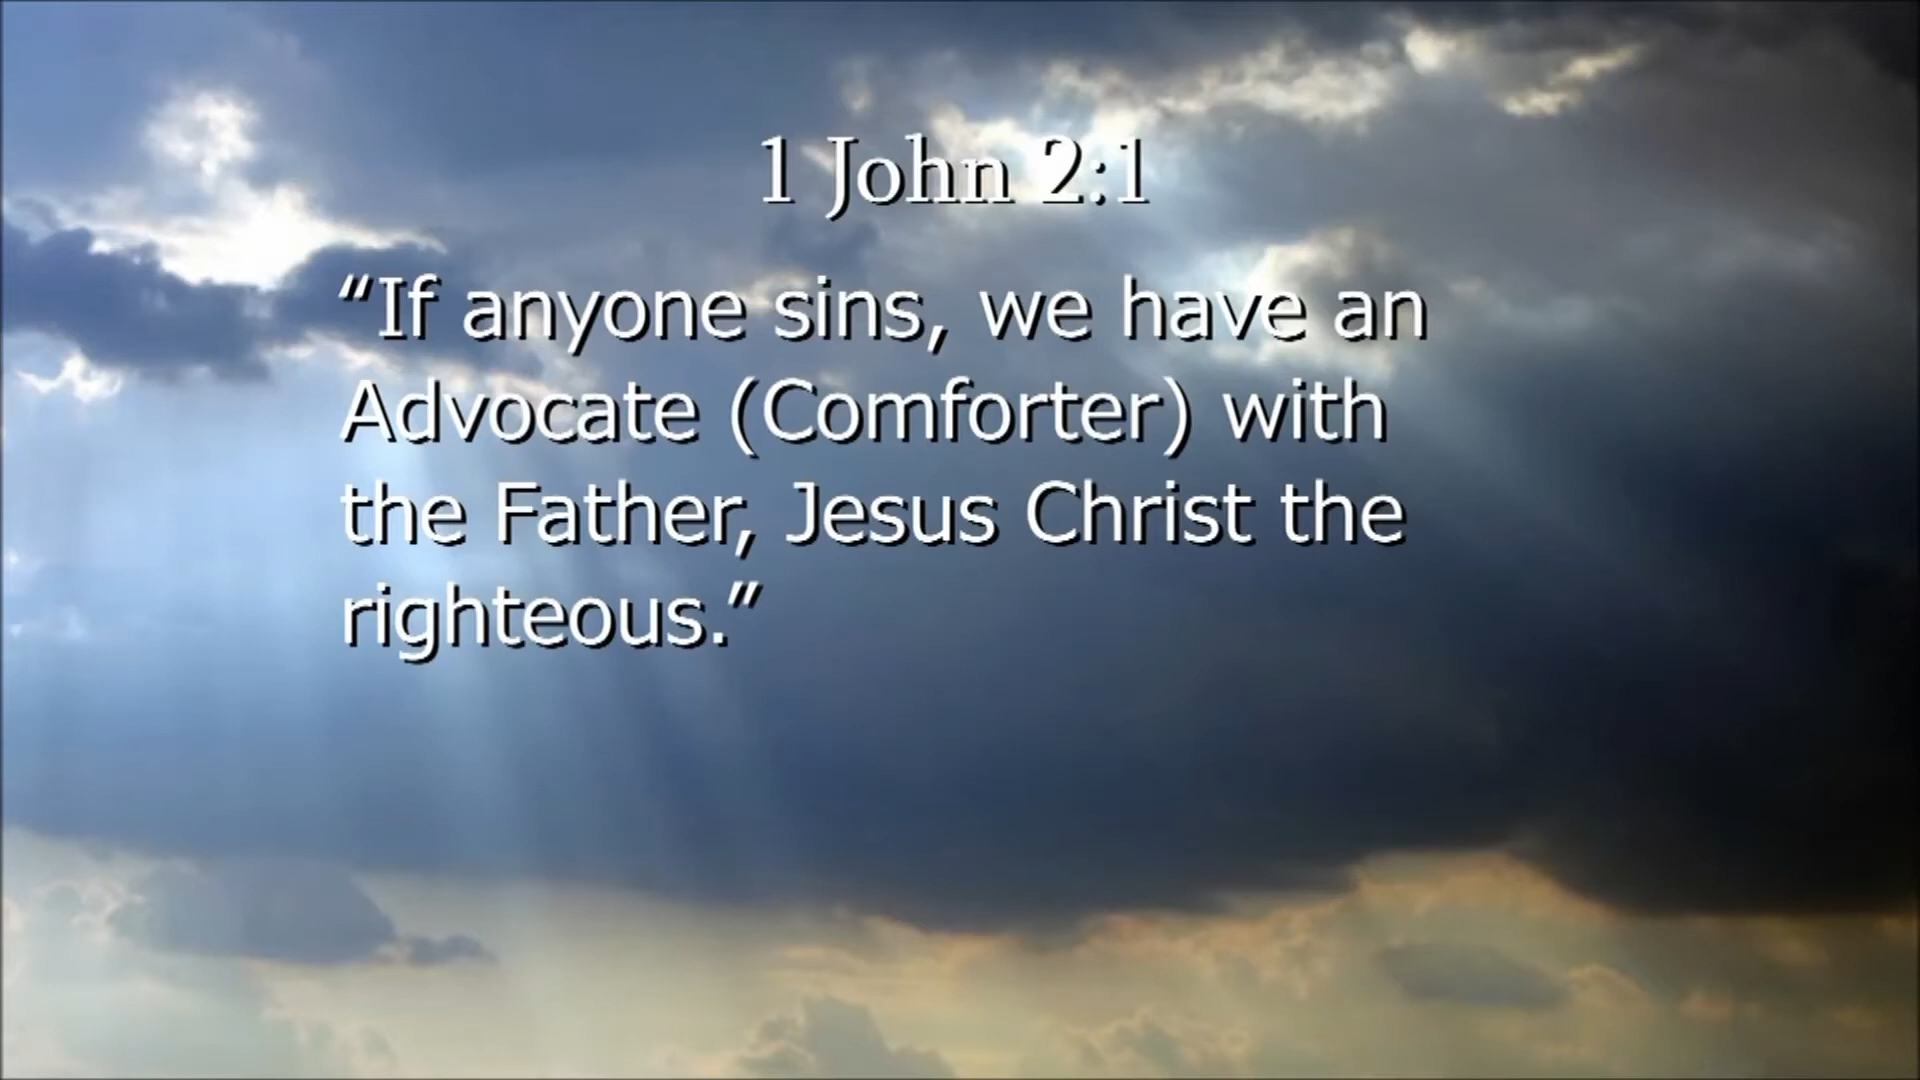 1 John 2:1
“If anyone sins, we have an
Advocate (Comforter) with
the Father, Jesus Christ the
righteous.”